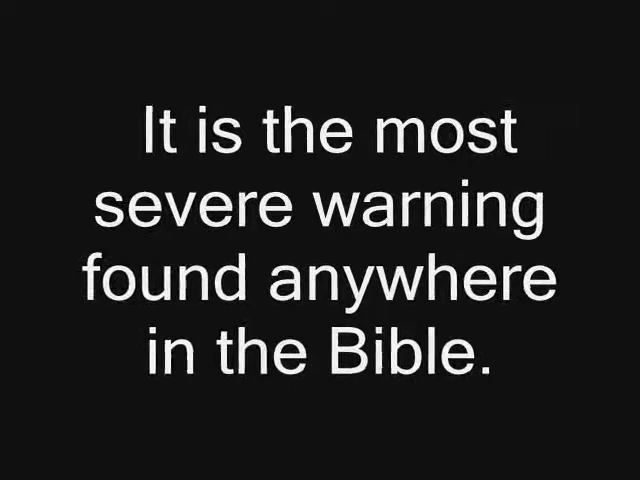 It is the most
severe warning
found anywhere
in the Bible.